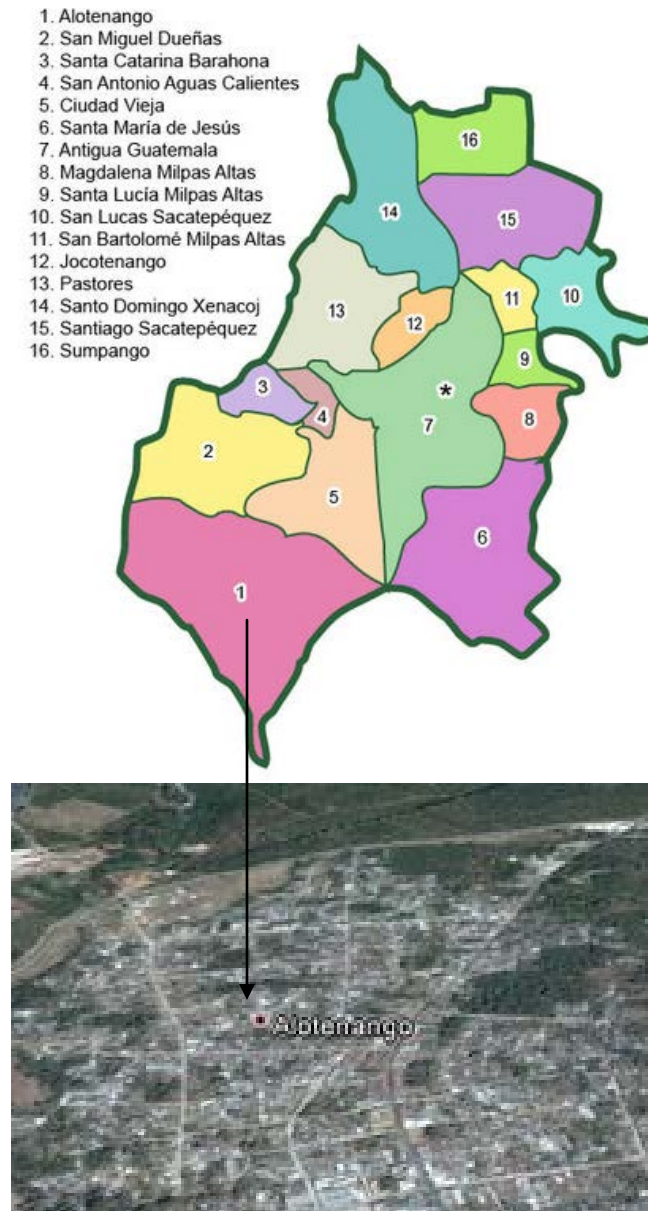 1. Alotenango
2. San Miguel Dueñas
3. Santa Catarina Barahona
4. San Antonio Aguas Calientes
5. Ciudad Vieja
6. Santa María de Jesús
7. Antigua Guatemala
8. Magdalena Milpas Altas
9. Santa Lucía Milpas Altas
10. San Lucas Sacatepéquez
11. San Bartolomé Milpas Altas
12. Jocotenango
13. Pastores
14. Santo Domingo Xenacoj
15. Santiago Sacatepéquez
16. Sumpango
16
14
15
10
11
13
12
9
3
*
4
8
7
2
5
6
1
Alotenango